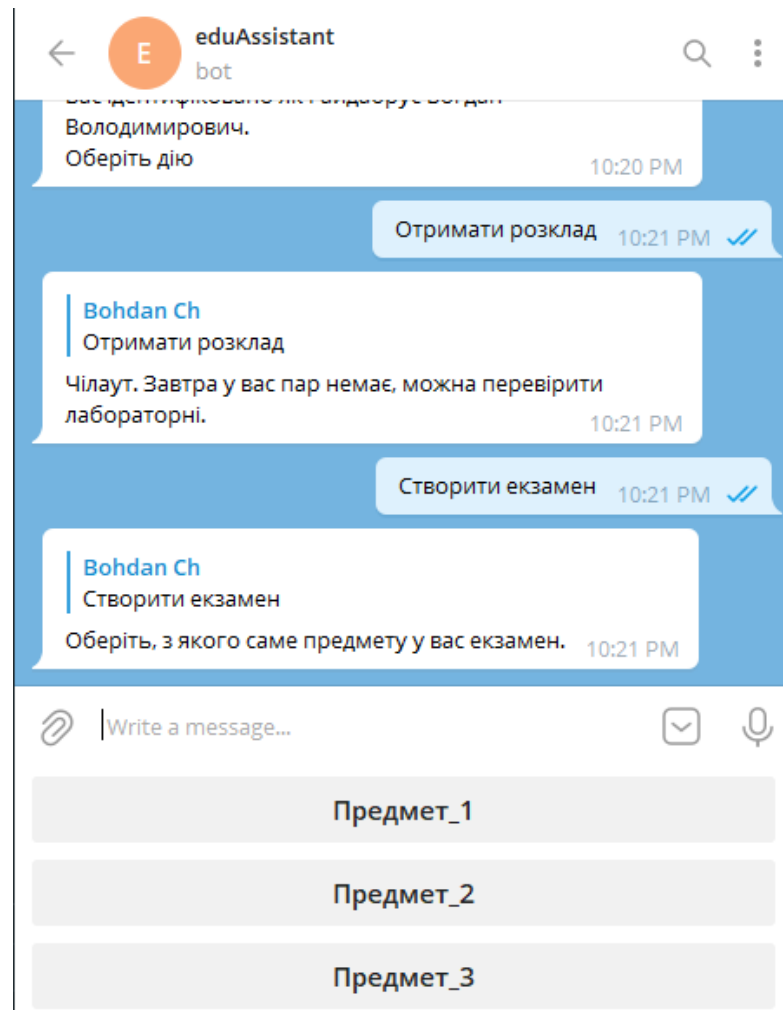 E
eduAssistant
bot
Володимирович.
Оберіть дію
10:20 PM
Отримати розклад 10:21 PM
Bohdan Ch
Отримати розклад
Чілаут. Завтра у вас пар немає, можна перевірити
лабораторні.
10:21 PM
Створити екзамен 10:21 PM
Bohdan Ch
Створити екзамен
Оберіть, з якого саме предмету у вас екзамен. 10:21 PM
Write a message...
Предмет_1
Предмет_2
Предмет_3